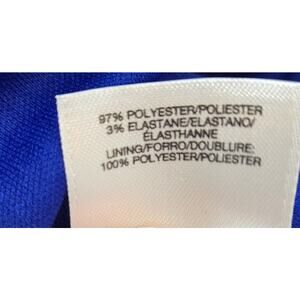 97% POLYESTER/POLIESTER
3% ELASTANE/ELASTANO/
ÉLASTHANNE
LINING/FORRO/DOUBLURE:
100% POLYESTER/POLIESTER